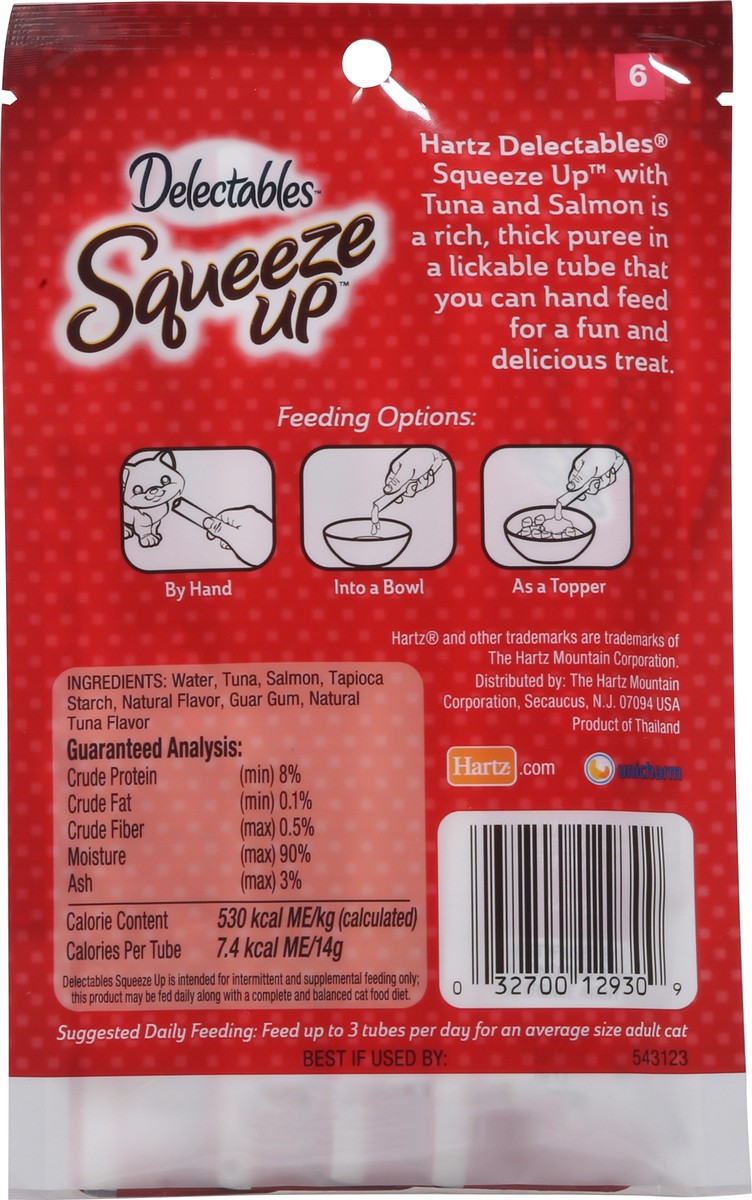 6
Delectables™
Squeeze
UP™
Hartz Delectables®
Squeeze Up™ with
Tuna and Salmon is
a rich, thick puree in
a lickable tube that
you can hand feed
for a fun and
delicious treat.
Feeding Options:
By Hand
Into a Bowl
As a Topper
Hartz® and other trademarks are trademarks of
The Hartz Mountain Corporation.
Distributed by: The Hartz Mountain
Corporation, Secaucus, N.J. 07094 USA
Product of Thailand
Hartz.com
unicharm
INGREDIENTS: Water, Tuna, Salmon, Tapioca
Starch, Natural Flavor, Guar Gum, Natural
Tuna Flavor
Guaranteed Analysis:
Crude Protein (min) 8%
Crude Fat (min) 0.1%
Crude Fiber (max) 0.5%
Moisture (max) 90%
Ash (max) 3%
Calorie Content 530 kcal ME/kg (calculated)
Calories Per Tube 7.4 kcal ME/14g
Delectables Squeeze Up is intended for intermittent and supplemental feeding only;
this product may be fed daily along with a complete and balanced cat food diet.
0 32700 12930 9
Suggested Daily Feeding: Feed up to 3 tubes per day for an average size adult cat
BEST IF USED BY:
543123